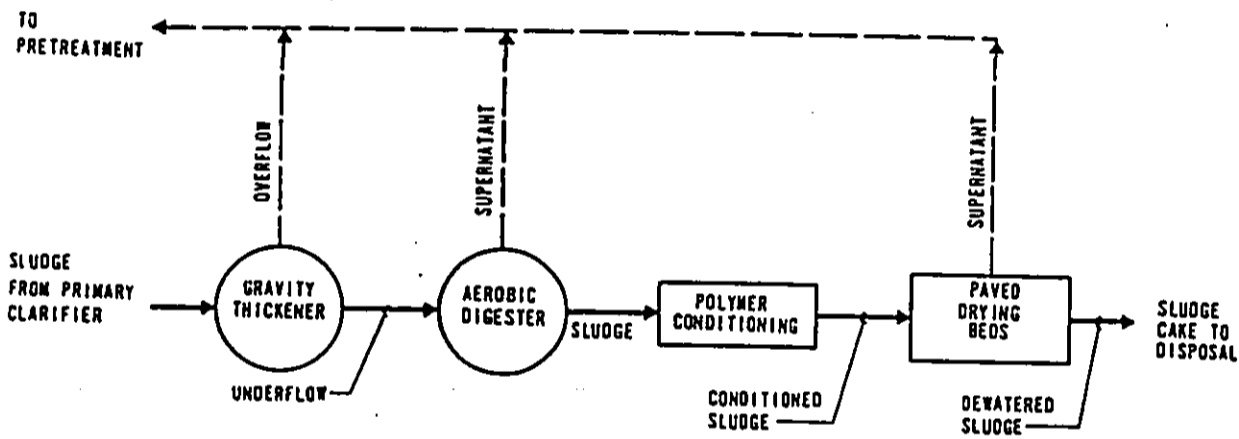 TO
PRETREATMENT
OVERFLOW
SUPERNATANT
SUPERNATANT
SLUDGE
FROM PRIMARY
CLARIFIER
GRAVITY
THICKENER
AEROBIC
DIGESTER
SLUDGE
POLYMER
CONDITIONING
PAVED
DRYING
BEDS
SLUDGE
CAKE TO
DISPOSAL
UNDERFLOW
CONDITIONED
SLUDGE
DEWATERED
SLUDGE